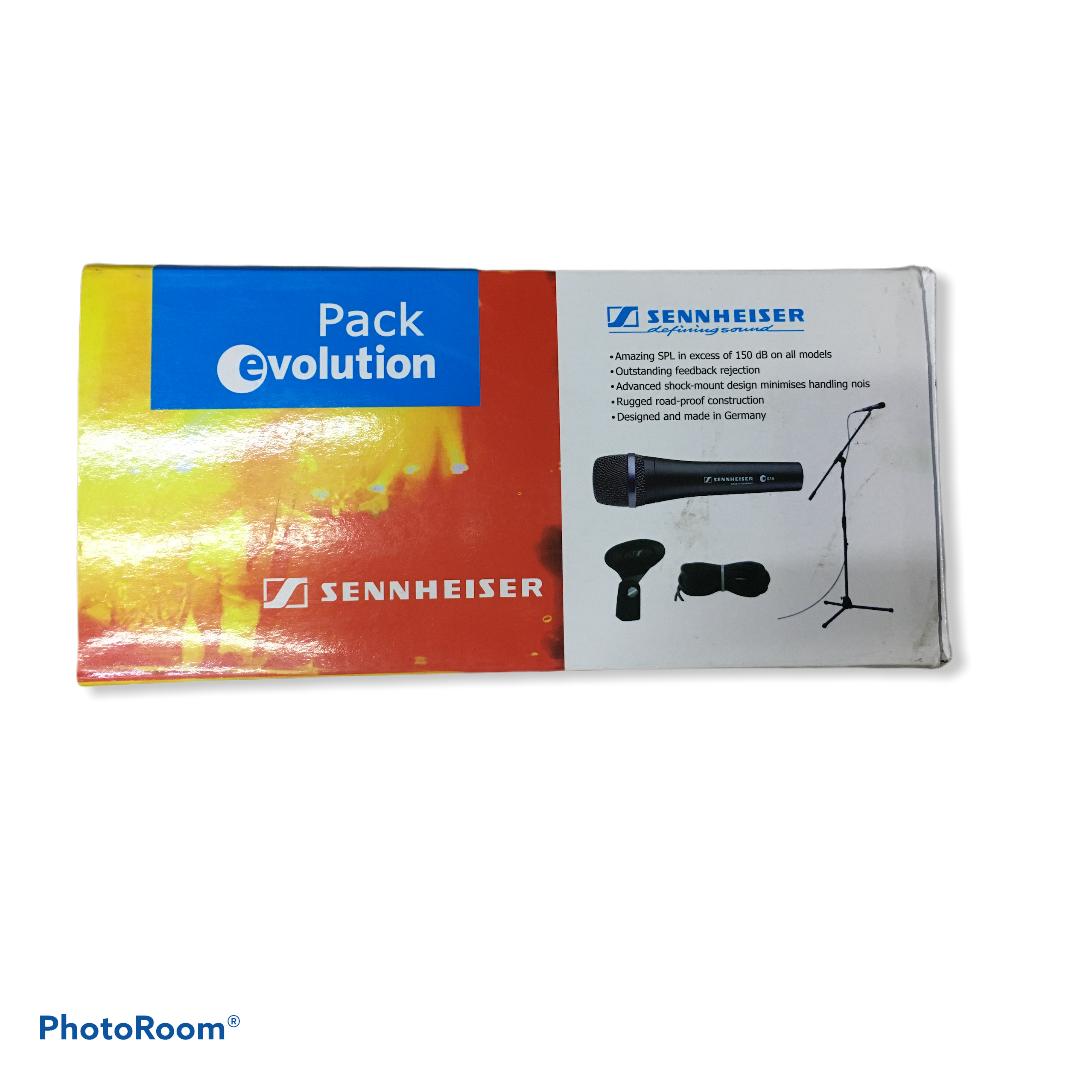 Pack
evolution
SENNHEISER
SENNHEISER
defining sound
• Amazing SPL in excess of 150 dB on all models
• Outstanding feedback rejection
• Advanced shock-mount design minimises handling nois
• Rugged road-proof construction
• Designed and made in Germany
SENNHEISER
PhotoRoom®